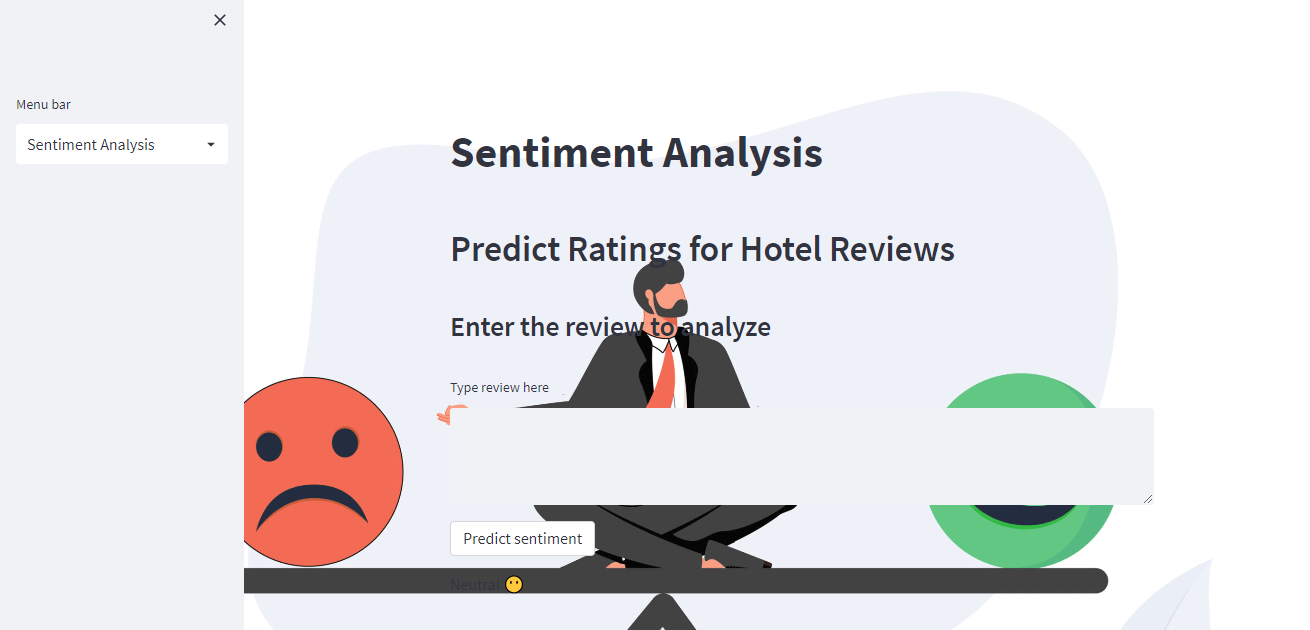 Menu bar
Sentiment Analysis
Sentiment Analysis
Predict Ratings for Hotel Reviews
Enter the review to analyze
Type review here
Predict sentiment
Neutral 😶